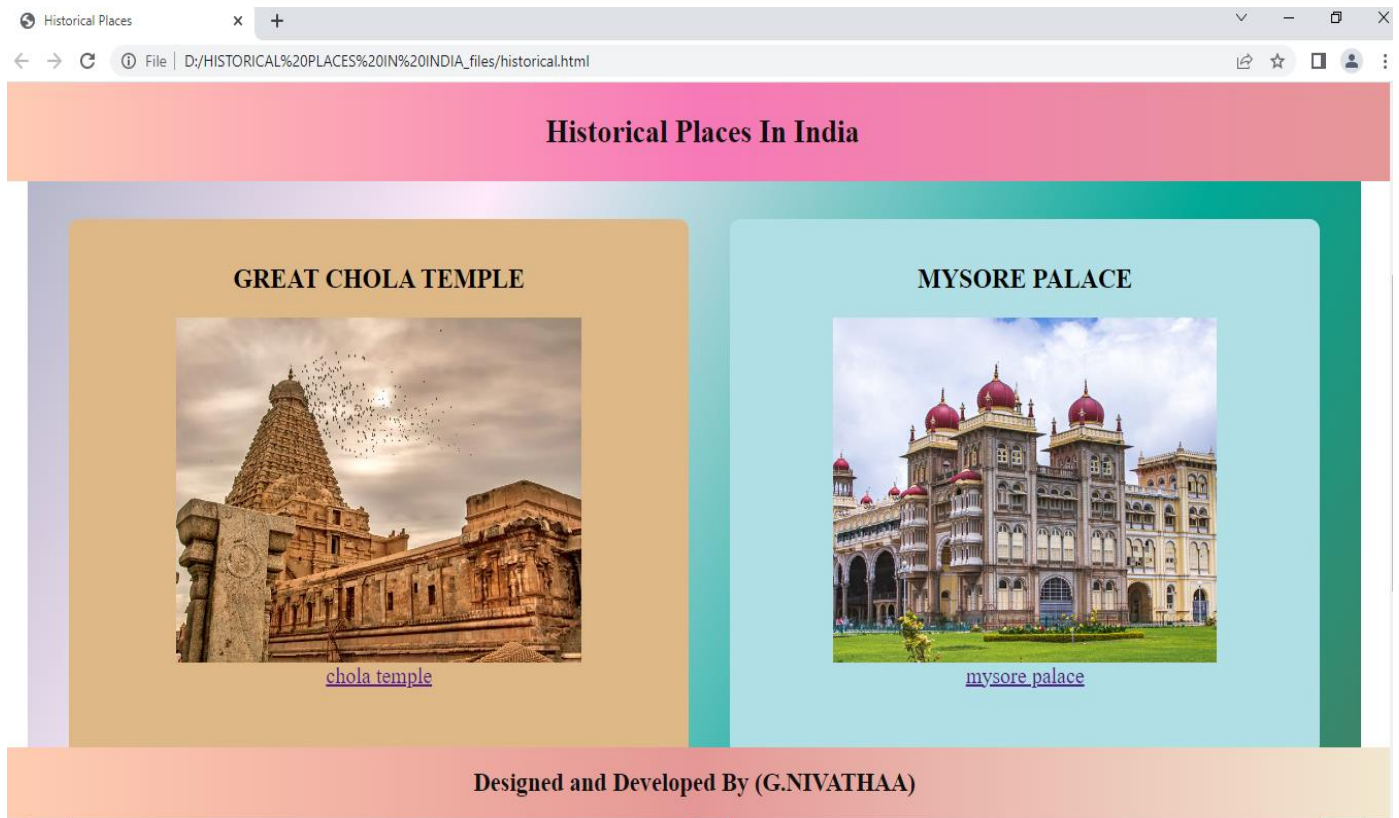 Historical Places
File | D:/HISTORICAL%20PLACES%20IN%20INDIA_files/historical.html
Historical Places In India
GREAT CHOLA TEMPLE
MYSORE PALACE
chola temple
mysore palace
Designed and Developed By (G.NIVATHAA)